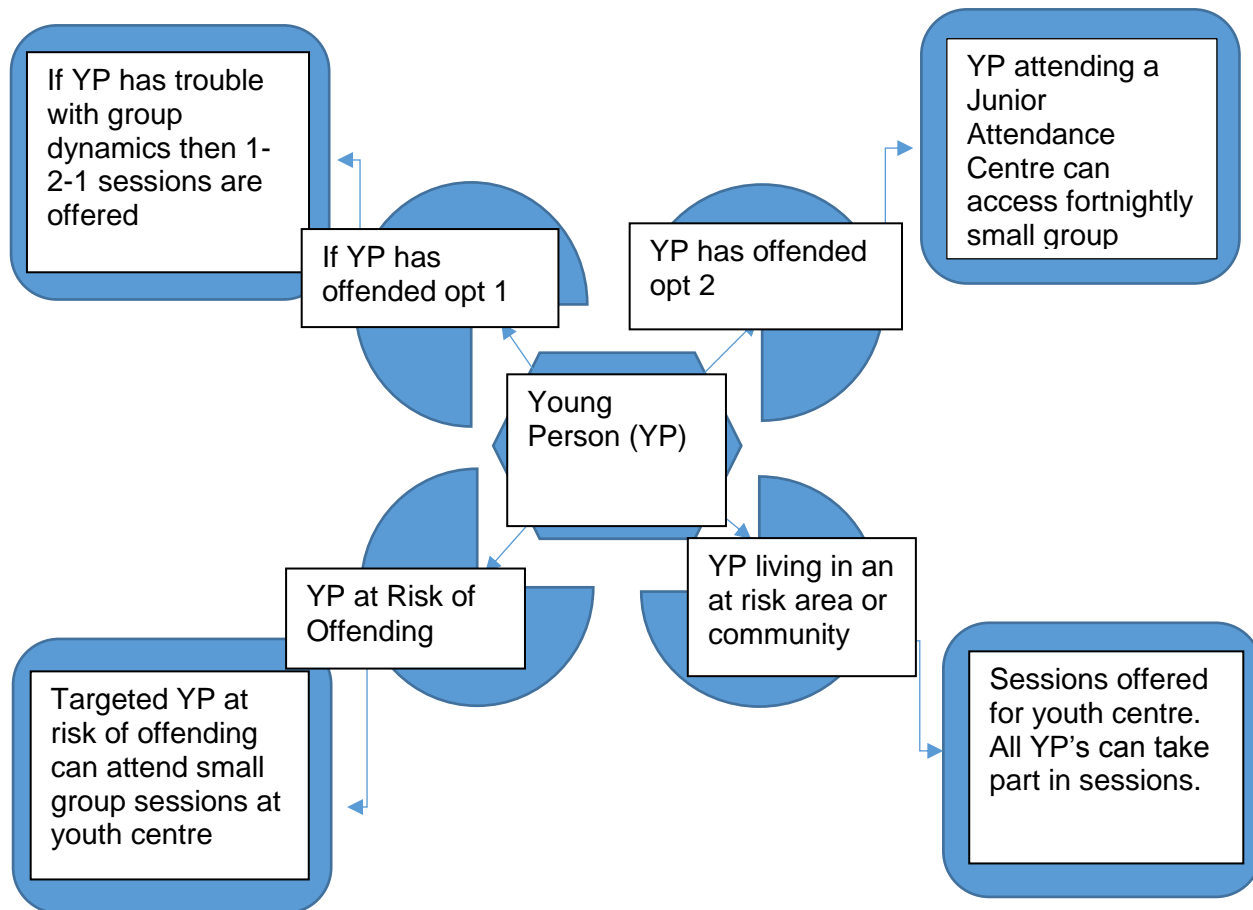 If YP has trouble
with group
dynamics then 1-
2-1 sessions are
offered
YP attending a
Junior
Attendance
Centre can
access fortnightly
small group
If YP has
offended opt 1
YP has offended
opt 2
Young
Person (YP)
YP at Risk of
Offending
YP living in an
at risk area or
community
Targeted YP at
risk of offending
can attend small
group sessions at
youth centre
Sessions offered
for youth centre.
All YP’s can take
part in sessions.